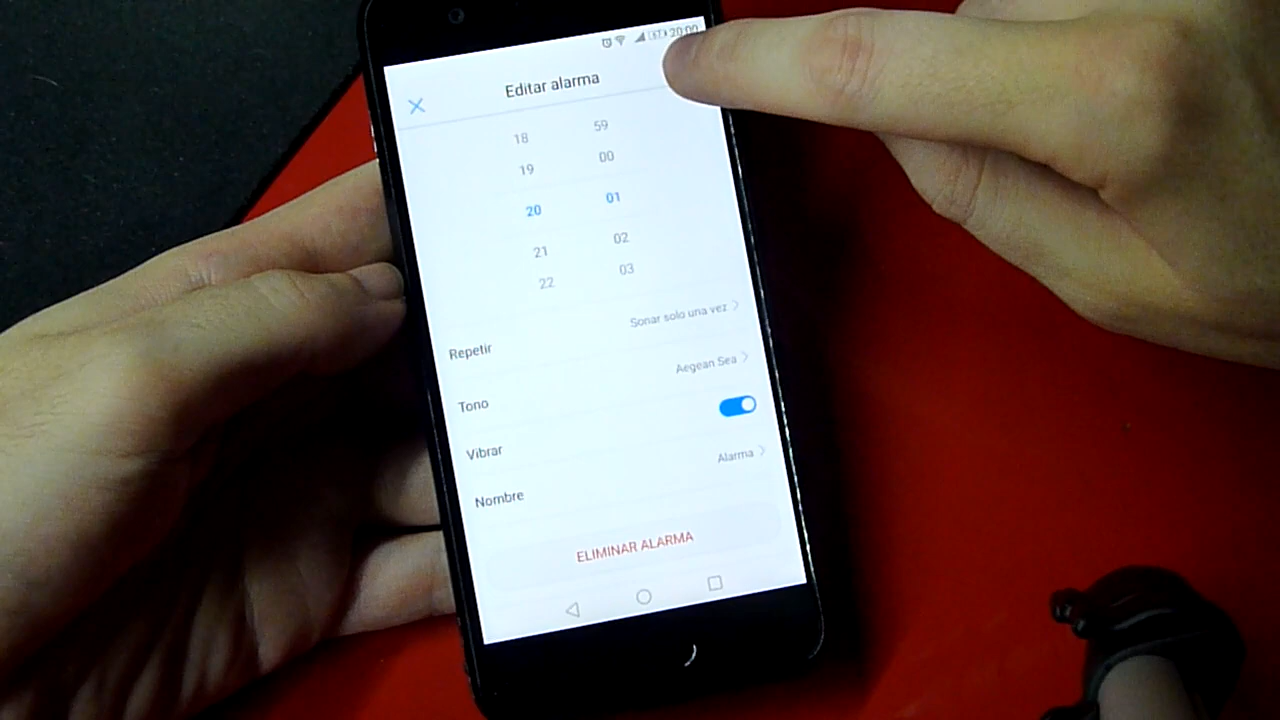 57 20:00
Editar alarma
18 59
19 00
20 01
21 02
22 03
Repetir Sonar solo una vez
Tono Aegean Sea
Vibrar
Nombre Alarma
ELIMINAR ALARMA